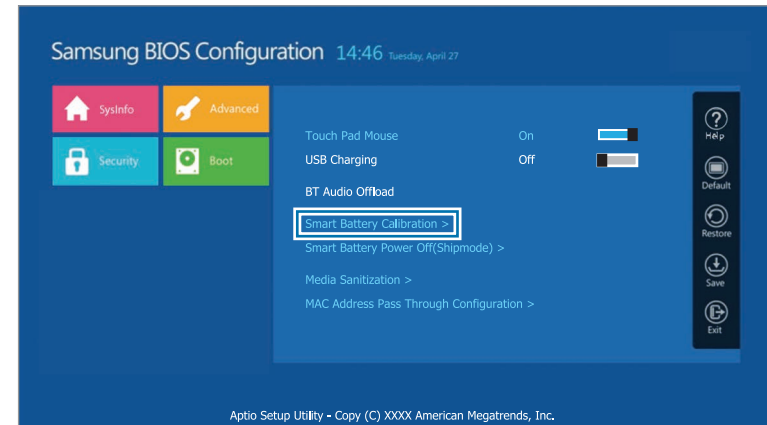 Samsung BIOS Configuration 14:46 Tuesday, April 27
SysInfo
Advanced
Security
Boot
Touch Pad Mouse On
USB Charging Off
BT Audio Offload
Smart Battery Calibration >
Smart Battery Power Off(Shipmode) >
Media Sanitization >
MAC Address Pass Through Configuration >
Help
Default
Restore
Save
Exit
Aptio Setup Utility - Copy (C) XXXX American Megatrends, Inc.